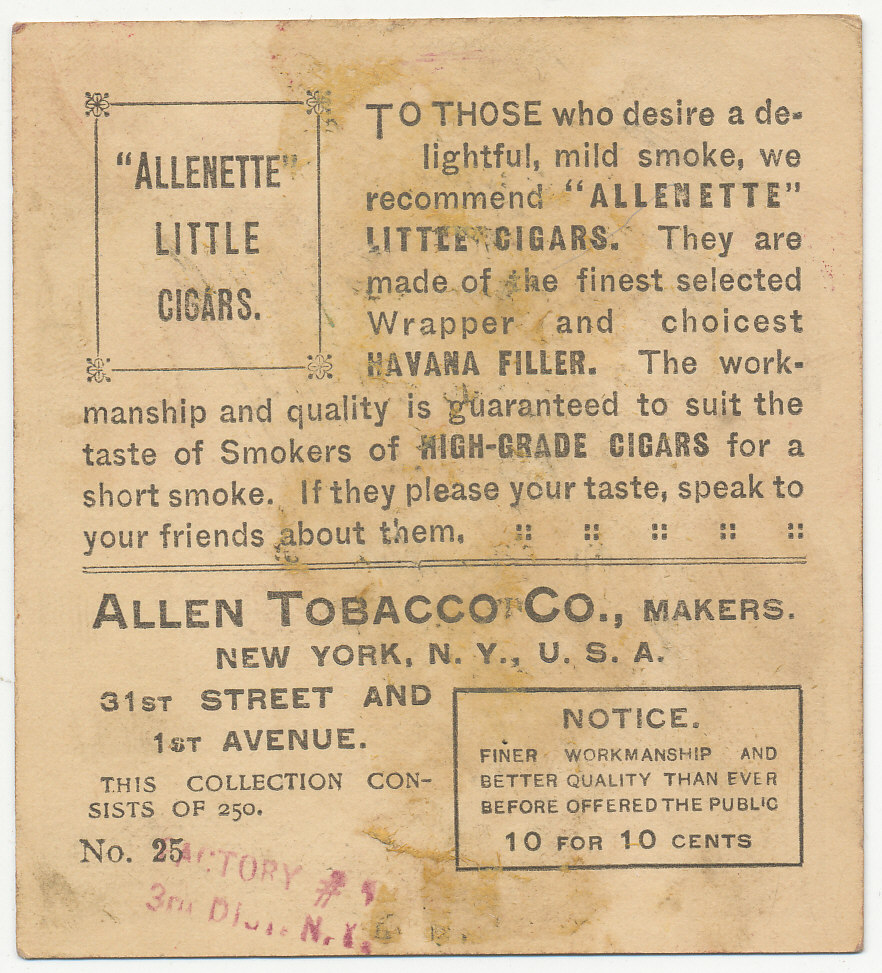 "ALLENETTE"
LITTLE
CIGARS.
TO THOSE who desire a de-
lightful, mild smoke, we
recommend "ALLENETTE"
LITTLE CIGARS. They are
made of the finest selected
Wrapper and choicest
HAVANA FILLER. The work-
manship and quality is guaranteed to suit the
taste of Smokers of HIGH-GRADE CIGARS for a
short smoke. If they please your taste, speak to
your friends about them. :: :: :: :: ::
ALLEN TOBACCO CO., MAKERS.
NEW YORK, N. Y., U. S. A.
31ST STREET AND
1ST AVENUE.
THIS COLLECTION CON-
SISTS OF 250.
No. 25
NOTICE.
FINER WORKMANSHIP AND
BETTER QUALITY THAN EVER
BEFORE OFFERED THE PUBLIC
10 FOR 10 CENTS
FACTORY #
3rd Dist. N.Y.